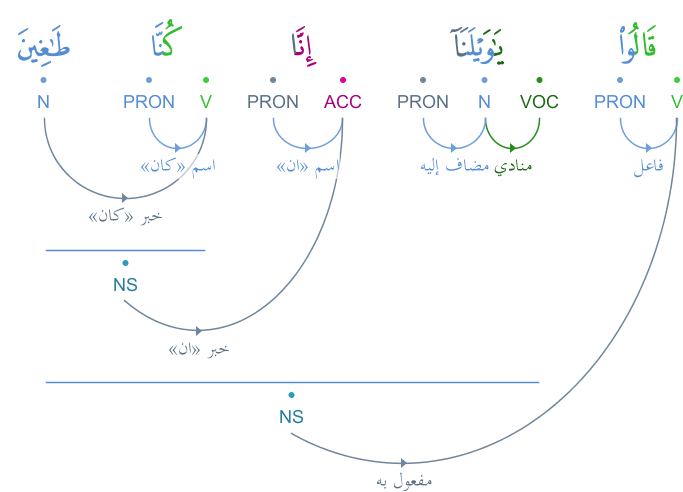 قَالُوا۟ يَـٰوَيْلَنَآ إِنَّا كُنَّا طَـٰغِينَ
V PRON VOC N PRON ACC PRON V PRON N
فاعل منادي مضاف إليه اسم «ان» اسم «كان»
خبر «كان»
NS
خبر «ان»
NS
مفعول به